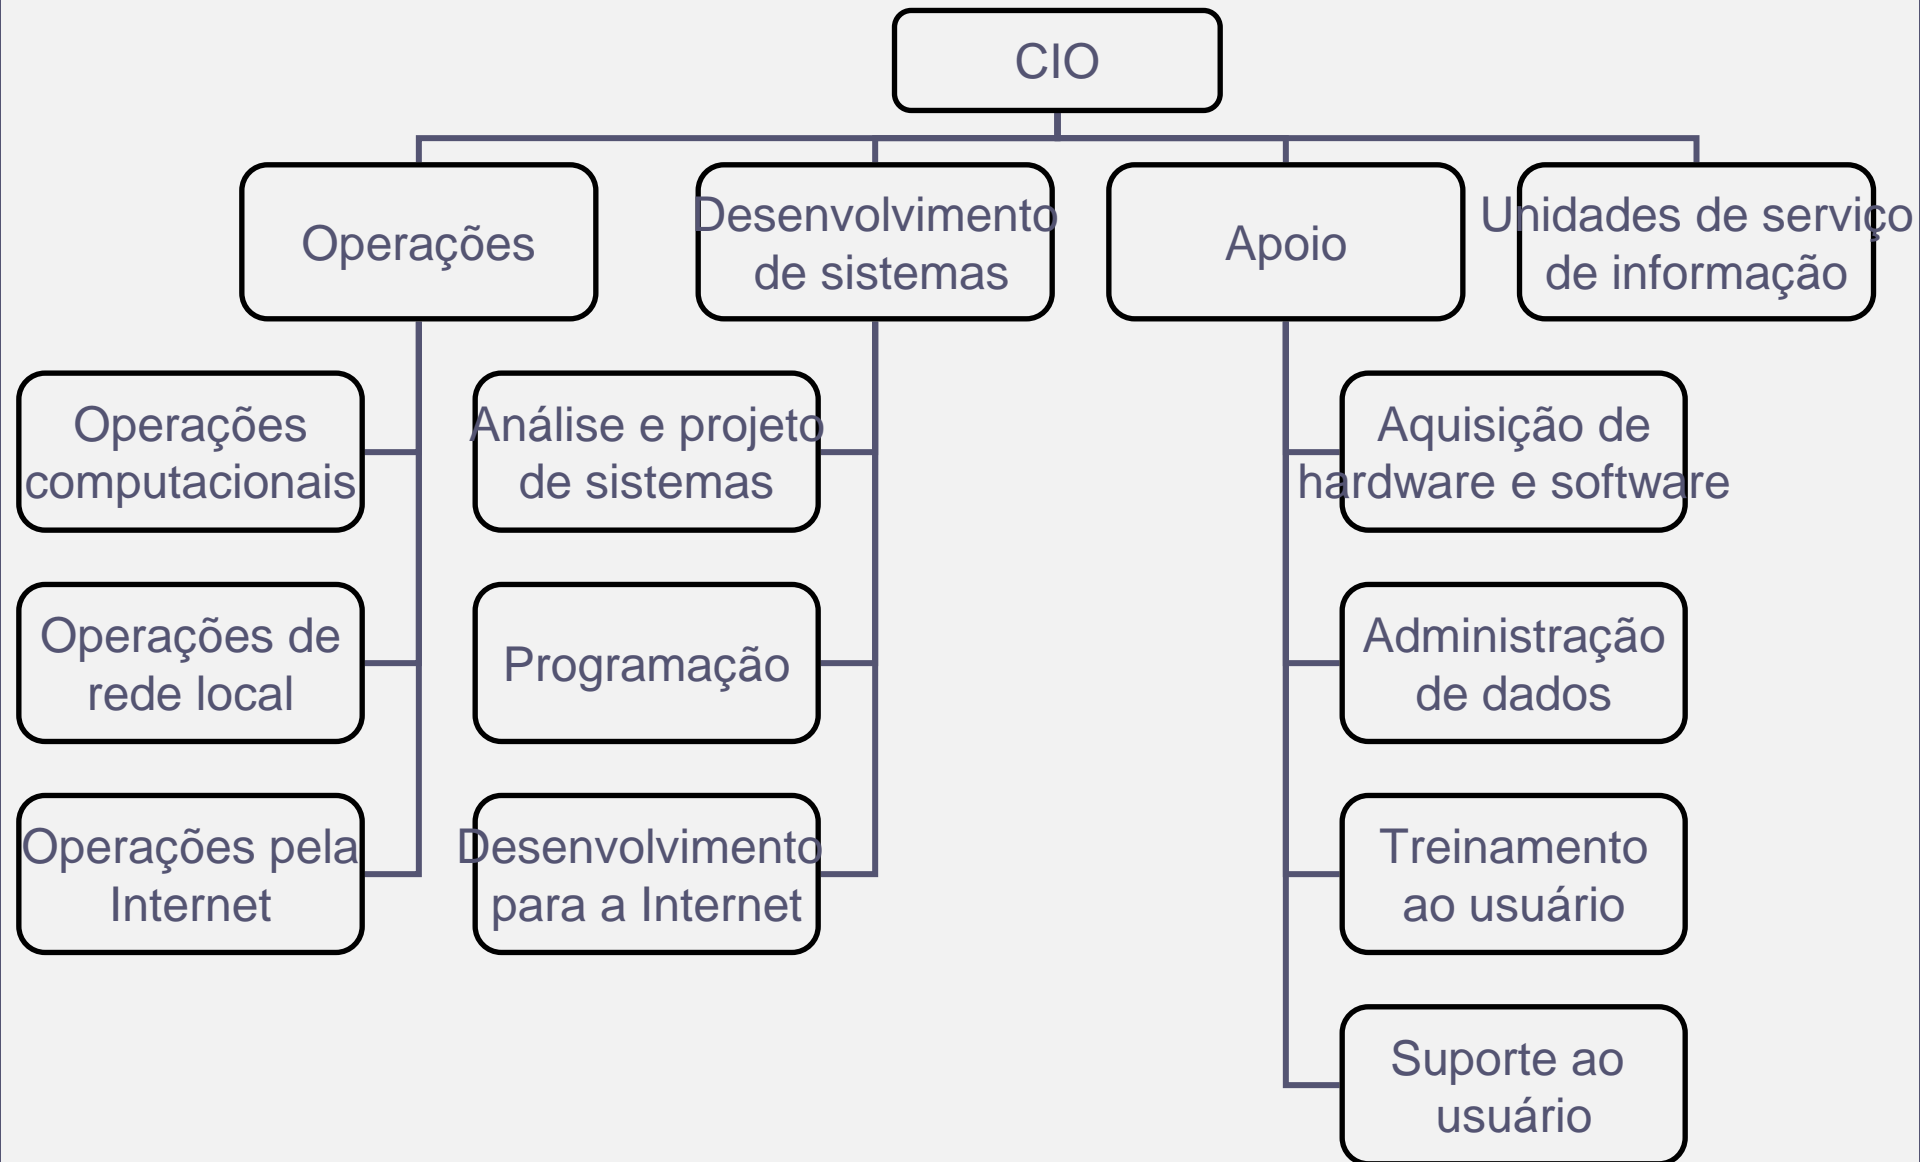 CIO
Operações
Desenvolvimento
de sistemas
Apoio
Unidades de serviço
de informação
Operações
computacionais
Análise e projeto
de sistemas
Aquisição de
hardware e software
Operações de
rede local
Programação
Administração
de dados
Operações pela
Internet
Desenvolvimento
para a Internet
Treinamento
ao usuário
Suporte ao
usuário